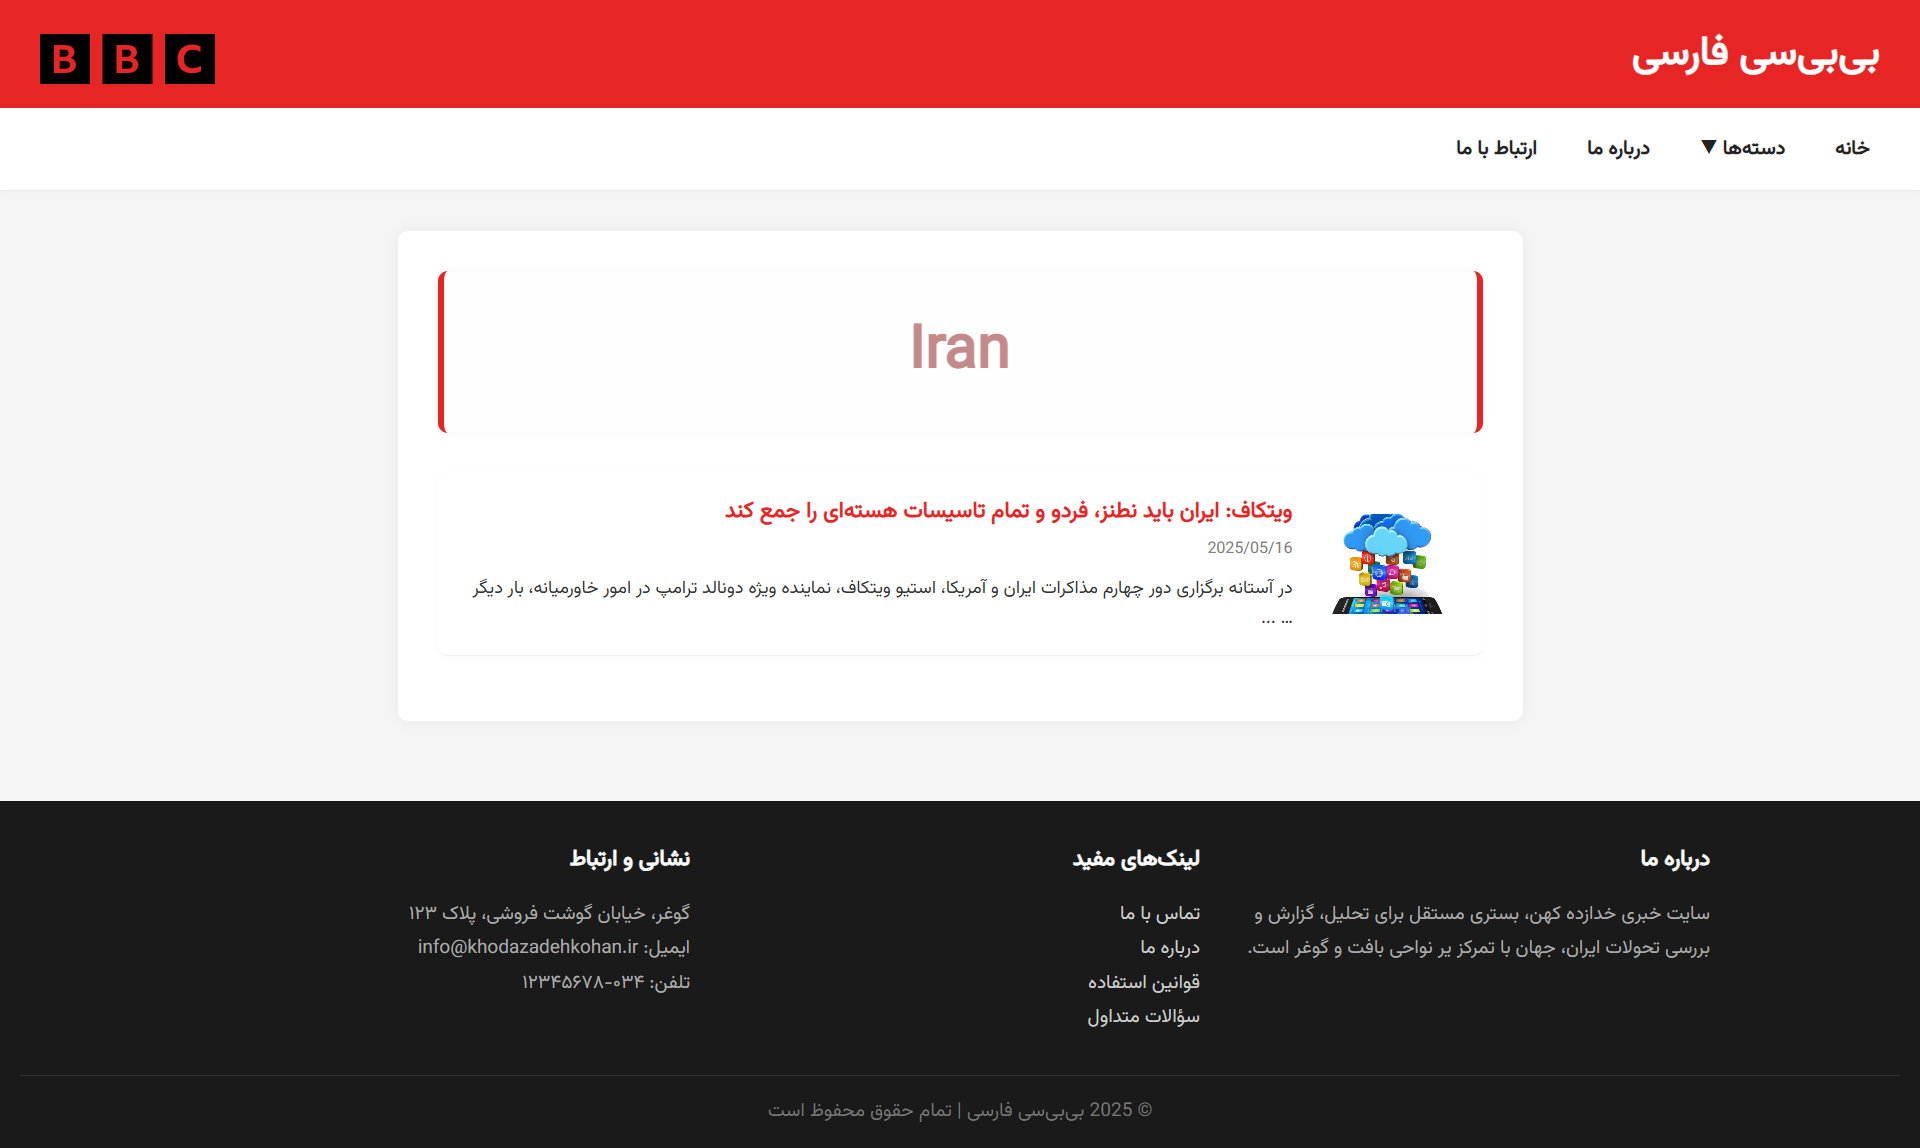 بی‌بی‌سی فارسی
B B C
خانه
دسته‌ها ▼
درباره ما
ارتباط با ما
Iran
ویتکاف: ایران باید نطنز، فردو و تمام تاسیسات هسته‌ای را جمع کند
2025/05/16
در آستانه برگزاری دور چهارم مذاکرات ایران و آمریکا، استیو ویتکاف، نماینده ویژه دونالد ترامپ در امور خاورمیانه، بار دیگر
... …
درباره ما
سایت خبری خدازده کهن، بستری مستقل برای تحلیل، گزارش و
بررسی تحولات ایران، جهان با تمرکز یر نواحی بافت و گوغر است.
لینک‌های مفید
تماس با ما
درباره ما
قوانین استفاده
سؤالات متداول
نشانی و ارتباط
گوغر، خیابان گوشت فروشی، پلاک ۱۲۳
ایمیل: info@khodazadehkohan.ir
تلفن: ۰۳۴-۱۲۳۴۵۶۷۸
© 2025 بی‌بی‌سی فارسی | تمام حقوق محفوظ است